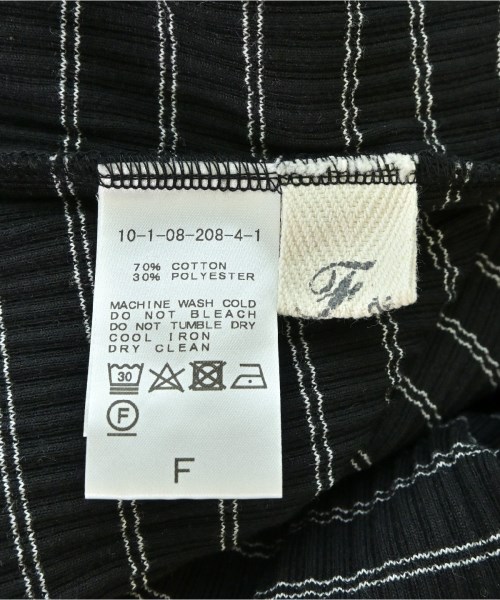 10-1-08-208-4-1
70% COTTON
30% POLYESTER
MACHINE WASH COLD
DO NOT BLEACH
DO NOT TUMBLE DRY
COOL IRON
DRY CLEAN
30
F
F
F